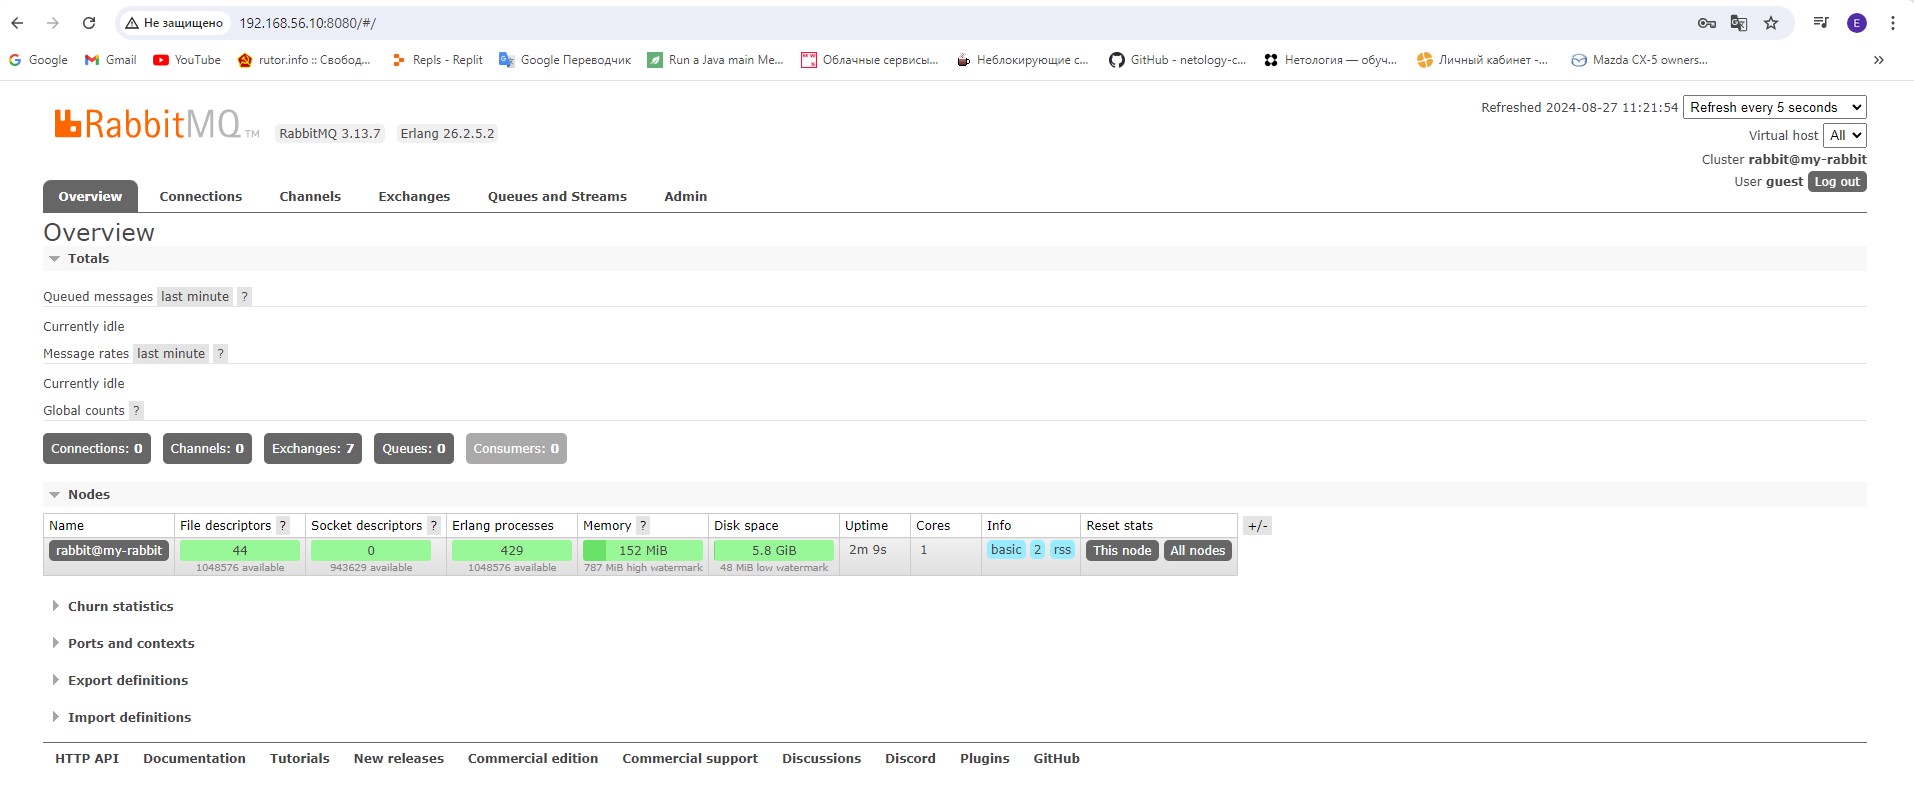 Не защищено 192.168.56.10:8080/#/ E
Google Gmail YouTube rutor.info :: Свобод... Repls - Replit Google Переводчик Run a Java main Me... Облачные сервисы... Неблокирующие с... GitHub - netology-c... Нетология — обуч... Личный кабинет -... Mazda CX-5 owners... »
Refreshed 2024-08-27 11:21:54 Refresh every 5 seconds
RabbitMQ TM RabbitMQ 3.13.7 Erlang 26.2.5.2
Virtual host All
Cluster rabbit@my-rabbit
User guest Log out
Overview Connections Channels Exchanges Queues and Streams Admin
Overview
Totals
Queued messages last minute ?
Currently idle
Message rates last minute ?
Currently idle
Global counts ?
Connections: 0 Channels: 0 Exchanges: 7 Queues: 0 Consumers: 0
Nodes
Name File descriptors ? Socket descriptors ? Erlang processes Memory ? Disk space Uptime Cores Info Reset stats +/-
rabbit@my-rabbit 44 0 429 152 MiB 5.8 GiB 2m 9s 1 basic 2 rss This node All nodes
1048576 available 943629 available 1048576 available 787 MiB high watermark 48 MiB low watermark
Churn statistics
Ports and contexts
Export definitions
Import definitions
HTTP API Documentation Tutorials New releases Commercial edition Commercial support Discussions Discord Plugins GitHub